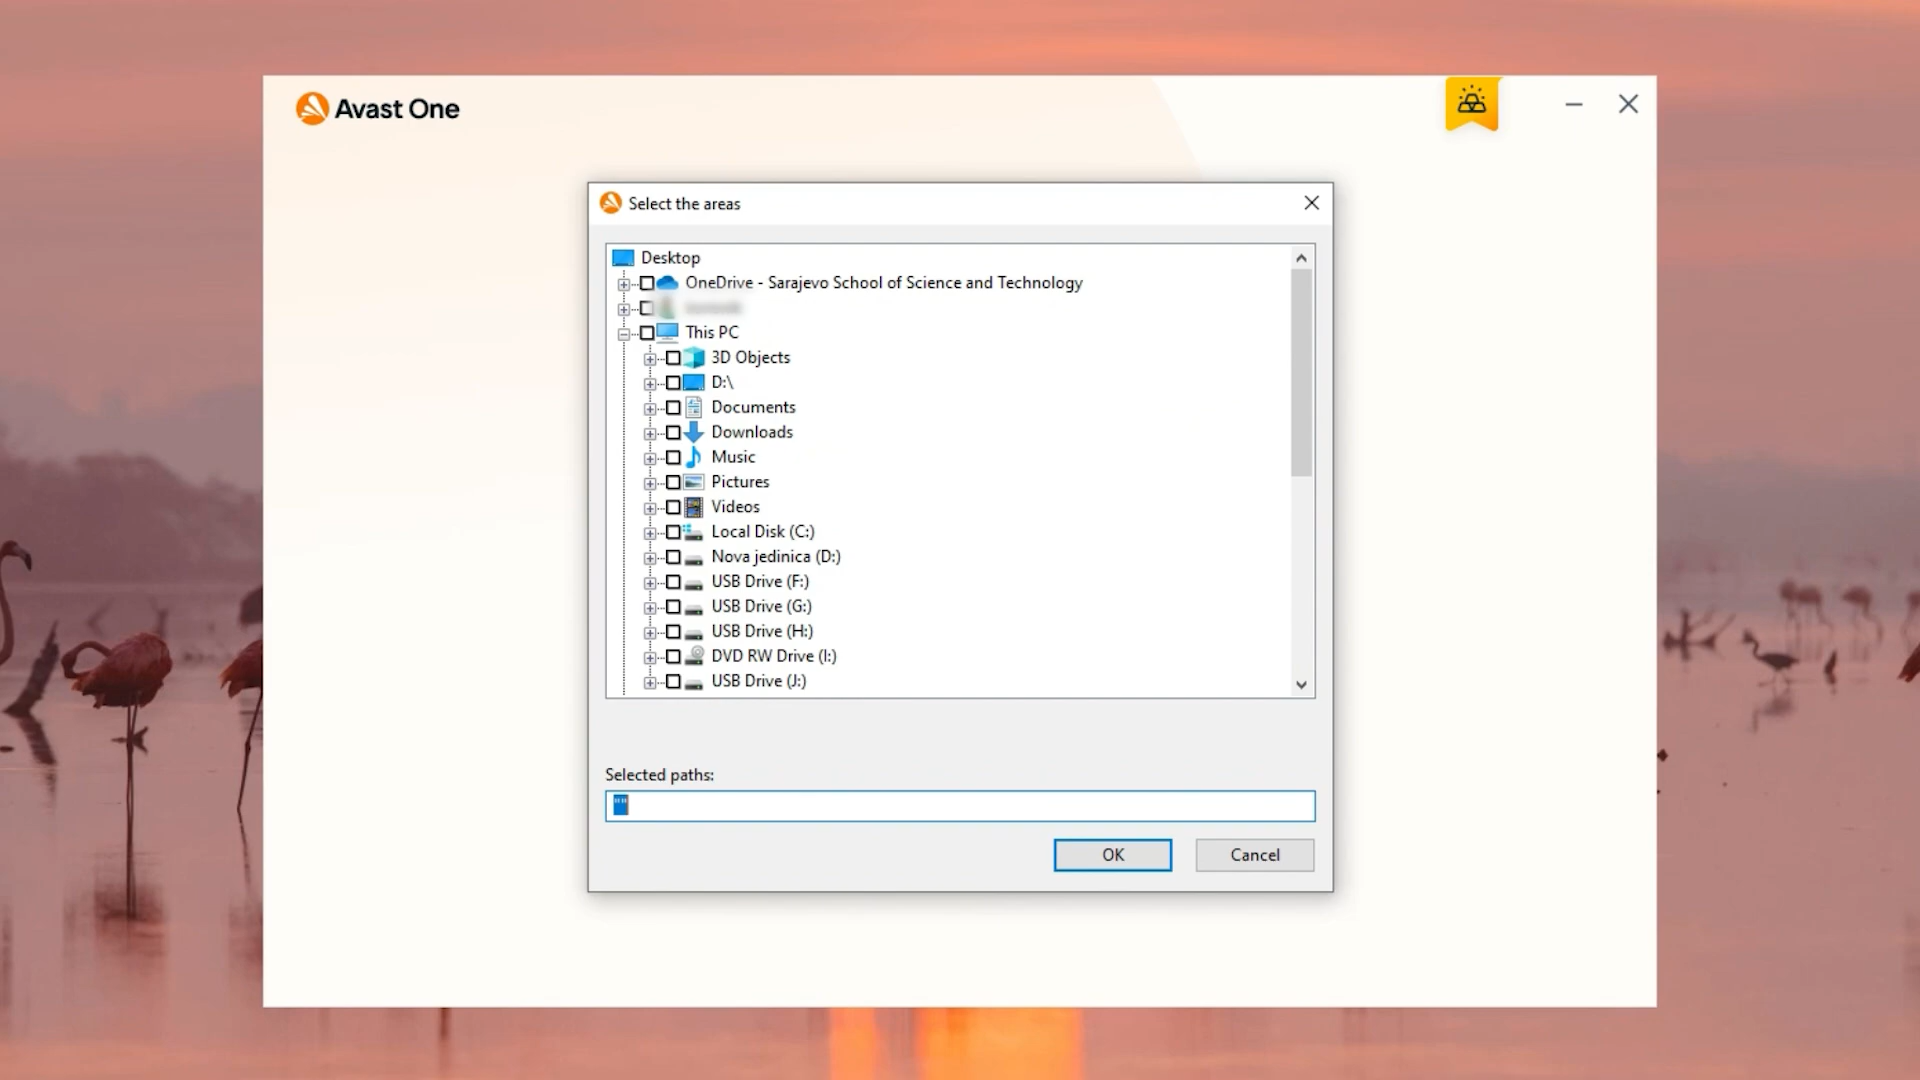 Avast One
Select the areas
Desktop
OneDrive - Sarajevo School of Science and Technology
This PC
3D Objects
D:\
Documents
Downloads
Music
Pictures
Videos
Local Disk (C:)
Nova jedinica (D:)
USB Drive (F:)
USB Drive (G:)
USB Drive (H:)
DVD RW Drive (I:)
USB Drive (J:)
Selected paths:
""
OK
Cancel